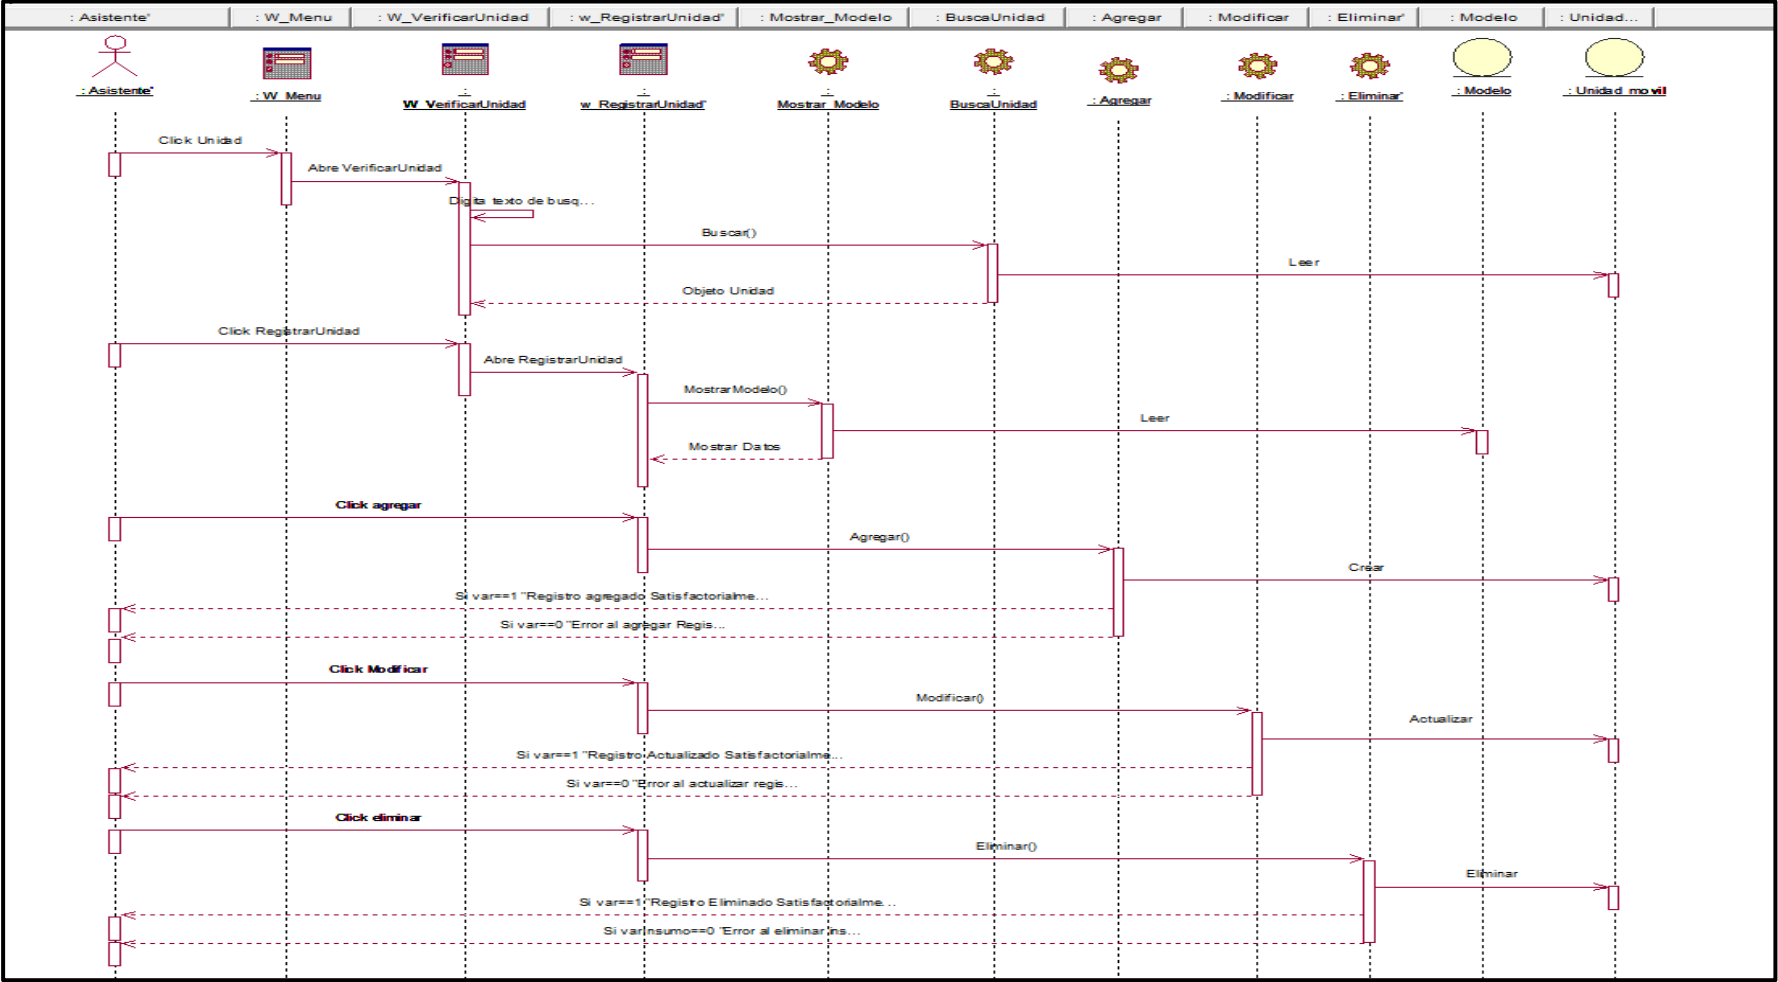 : Asistente' : W_Menu : W_VerificarUnidad : w_RegistrarUnidad' : Mostrar_Modelo : BuscaUnidad : Agregar : Modificar : Eliminar' : Modelo : Unidad...
: Asistente'
: W_Menu
:
W_VerificarUnidad
:
w_RegistrarUnidad'
:
Mostrar_Modelo
:
BuscaUnidad
: Agregar
: Modificar
: Eliminar'
: Modelo
: Unidad movil
Click Unidad
Abre VerificarUnidad
Digita texto de busq...
Buscar()
Leer
Objeto Unidad
Click RegistrarUnidad
Abre RegistrarUnidad
MostrarModelo()
Leer
Mostrar Datos
Click agregar
Agregar()
Crear
Si var==1 "Registro agregado Satisfactorialme...
Si var==0 "Error al agregar Regis...
Click Modificar
Modificar()
Actualizar
Si var==1 "Registro Actualizado Satisfactorialme...
Si var==0 "Error al actualizar regis...
Click eliminar
Eliminar()
Eliminar
Si var==1 "Registro Eliminado Satisfactorialme...
Si varInsumo==0 "Error al eliminar ins...